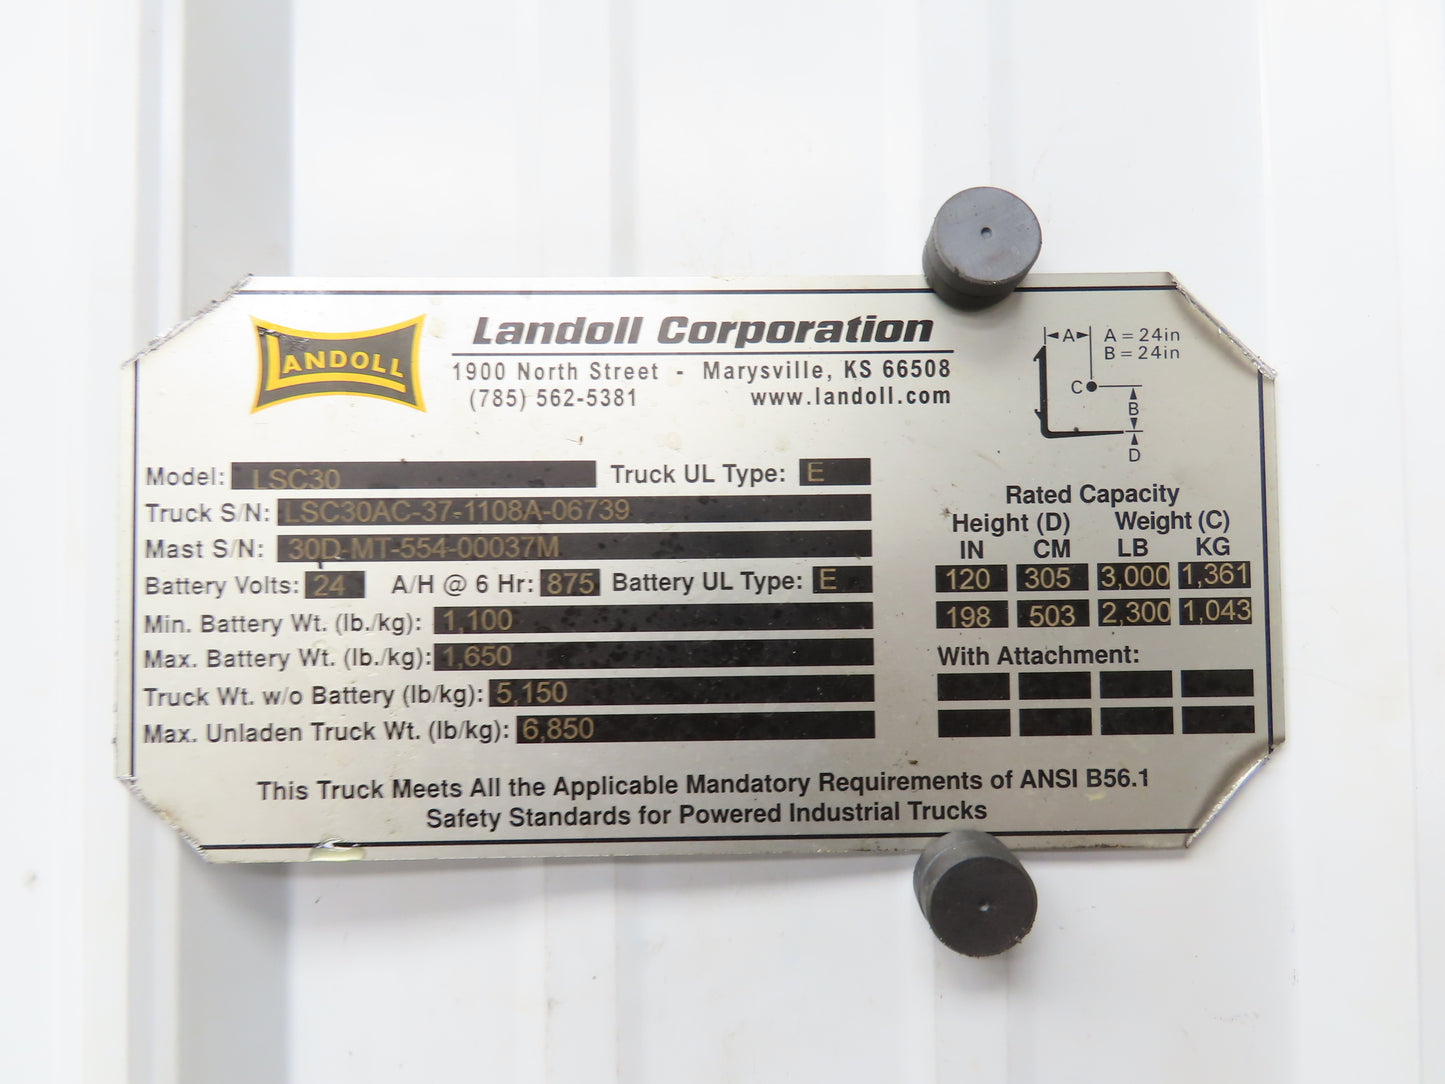 LANDOLL
Landoll Corporation
1900 North Street - Marysville, KS 66508
(785) 562-5381 www.landoll.com
A A = 24in
B = 24in
C
B
D
Model: LSC30 Truck UL Type: E
Truck S/N: LSC30AC-37-1108A-06739
Mast S/N: 30D-MT-554-00037M
Battery Volts: 24 A/H @ 6 Hr: 875 Battery UL Type: E
Min. Battery Wt. (lb./kg): 1,100
Max. Battery Wt. (lb./kg): 1,650
Truck Wt. w/o Battery (lb/kg): 5,150
Max. Unladen Truck Wt. (lb/kg): 6,850
Rated Capacity
Height (D) Weight (C)
IN CM LB KG
120 305 3,000 1,361
198 503 2,300 1,043
With Attachment:
This Truck Meets All the Applicable Mandatory Requirements of ANSI B56.1
Safety Standards for Powered Industrial Trucks